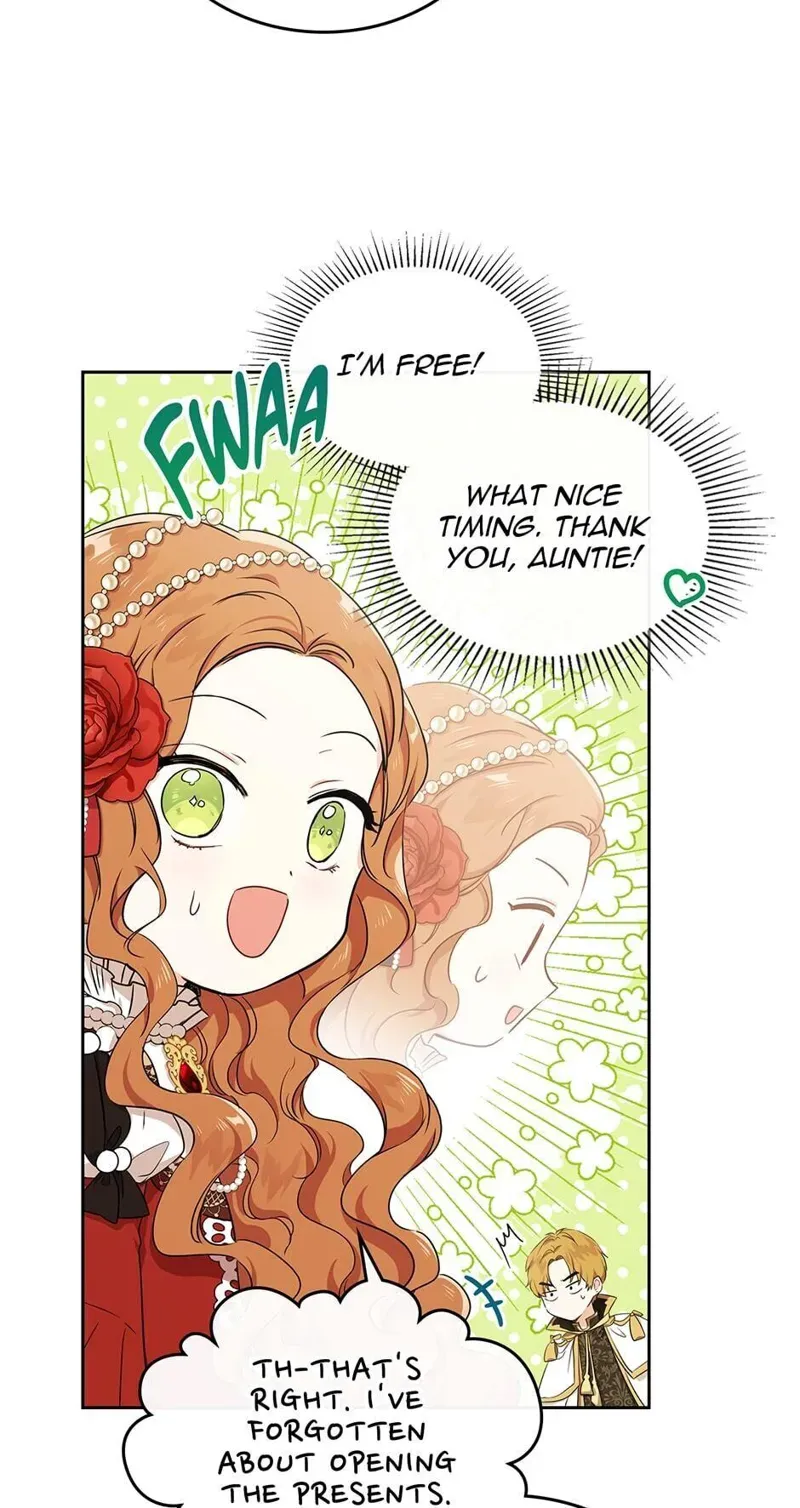 I'M FREE!
FWAA
WHAT NICE
TIMING. THANK
YOU, AUNTIE!
TH-THAT'S
RIGHT. I'VE
FORGOTTEN
ABOUT OPENING
THE PRESENTS.